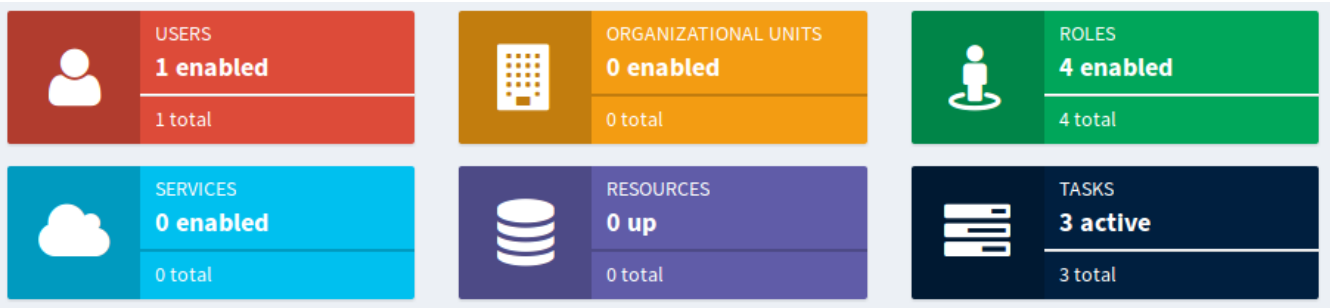 USERS
1 enabled
1 total
ORGANIZATIONAL UNITS
0 enabled
0 total
ROLES
4 enabled
4 total
SERVICES
0 enabled
0 total
RESOURCES
0 up
0 total
TASKS
3 active
3 total